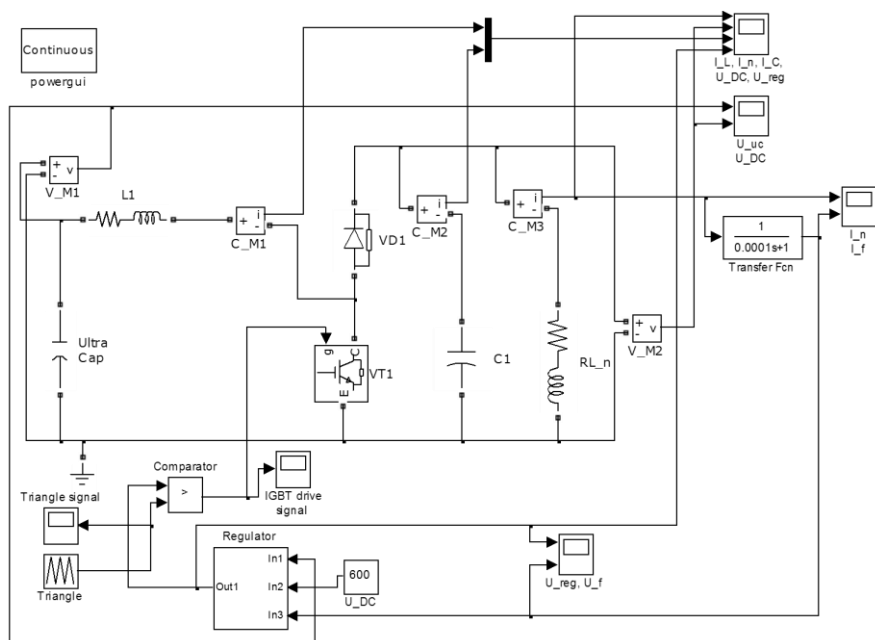 Continuous
powergui
I_L, I_n, I_C,
U_DC, U_reg
U_uc
U_DC
+
-
v
V_M1
L1
+
i
-
C_M1
VD1
+
i
-
C_M2
+
i
-
C_M3
1
0.0001s+1
Transfer Fcn
I_n
I_f
Ultra
Cap
g
C
E
VT1
C1
RL_n
+
-
v
V_M2
Comparator
>
IGBT drive
signal
Triangle signal
Triangle
Regulator
Out1
In1
In2
In3
600
U_DC
U_reg, U_f